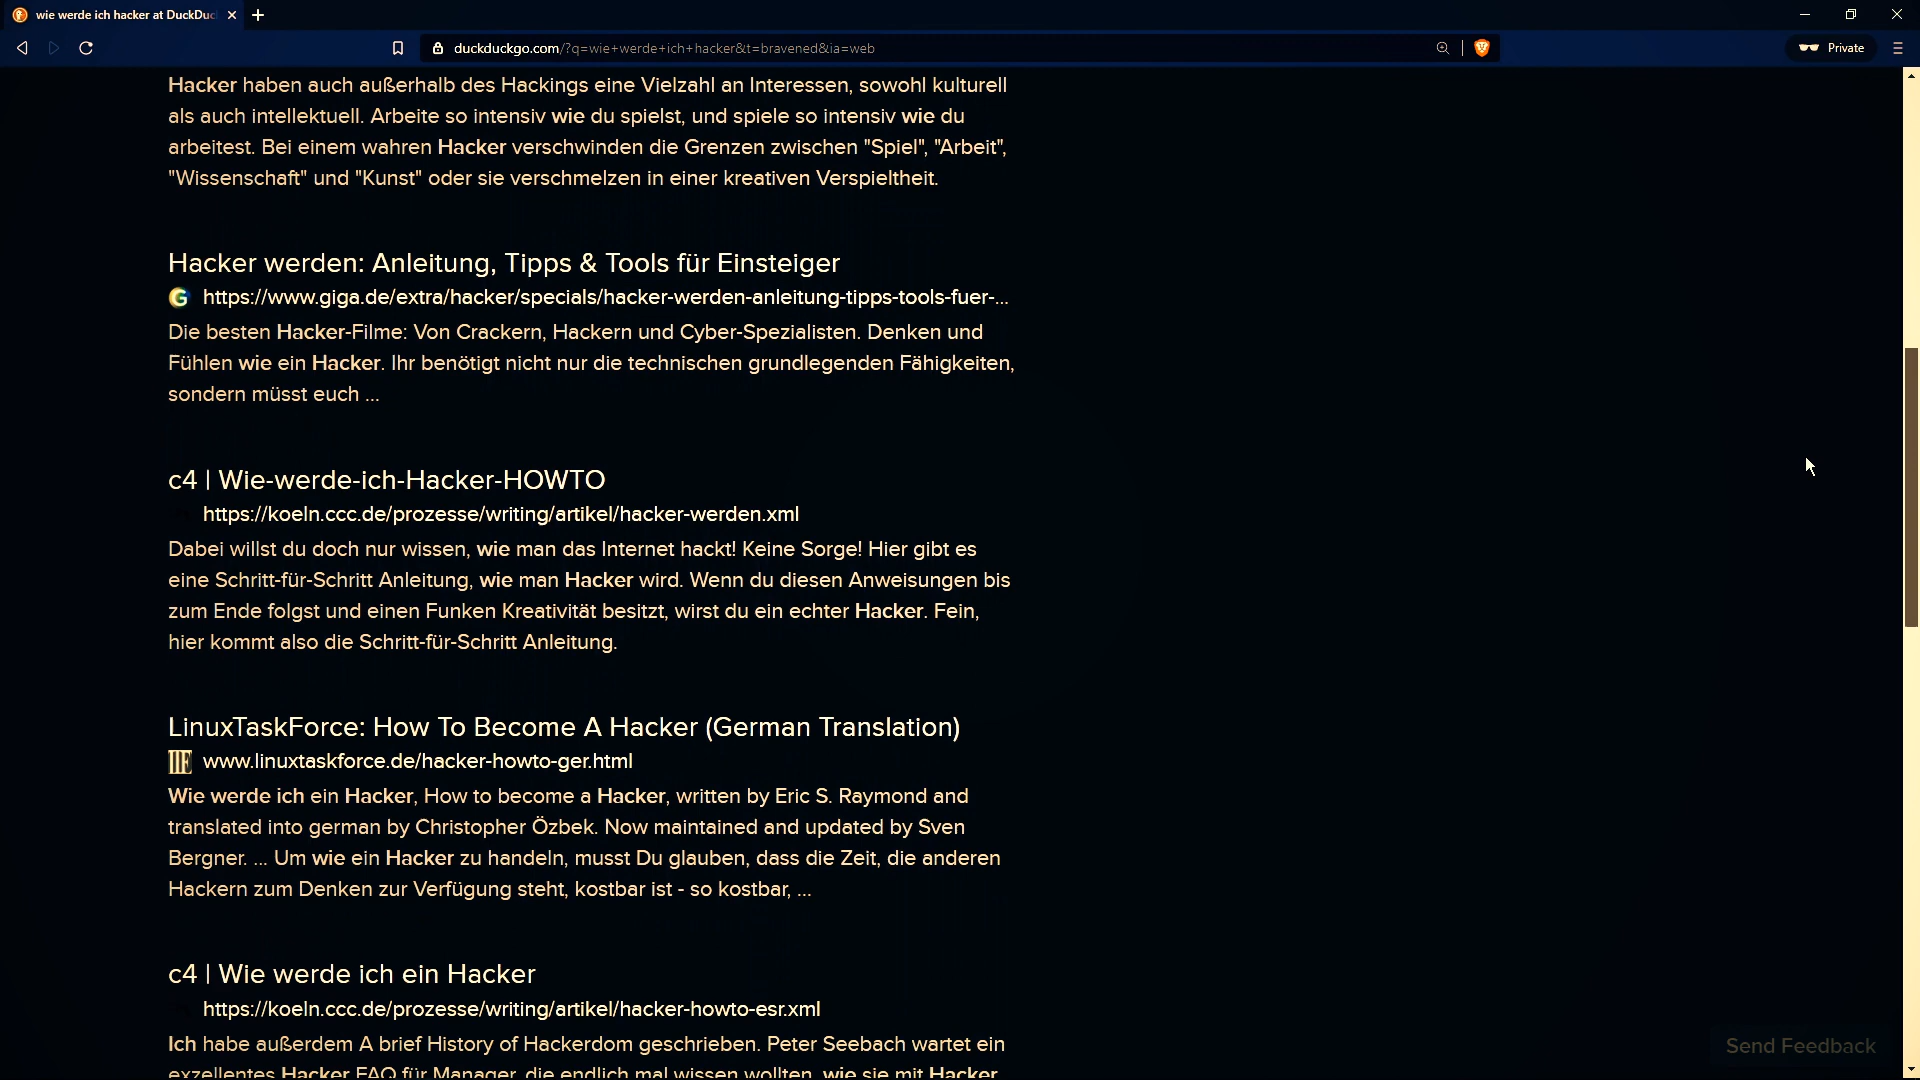 wie werde ich hacker at DuckDuc
duckduckgo.com/?q=wie+werde+ich+hacker&t=bravened&ia=web
Private
Hacker haben auch außerhalb des Hackings eine Vielzahl an Interessen, sowohl kulturell
als auch intellektuell. Arbeite so intensiv wie du spielst, und spiele so intensiv wie du
arbeitest. Bei einem wahren Hacker verschwinden die Grenzen zwischen "Spiel", "Arbeit",
"Wissenschaft" und "Kunst" oder sie verschmelzen in einer kreativen Verspieltheit.
Hacker werden: Anleitung, Tipps & Tools für Einsteiger
G https://www.giga.de/extra/hacker/specials/hacker-werden-anleitung-tipps-tools-fuer-...
Die besten Hacker-Filme: Von Crackern, Hackern und Cyber-Spezialisten. Denken und
Fühlen wie ein Hacker. Ihr benötigt nicht nur die technischen grundlegenden Fähigkeiten,
sondern müsst euch ...
c4 | Wie-werde-ich-Hacker-HOWTO
https://koeln.ccc.de/prozesse/writing/artikel/hacker-werden.xml
Dabei willst du doch nur wissen, wie man das Internet hackt! Keine Sorge! Hier gibt es
eine Schritt-für-Schritt Anleitung, wie man Hacker wird. Wenn du diesen Anweisungen bis
zum Ende folgst und einen Funken Kreativität besitzt, wirst du ein echter Hacker. Fein,
hier kommt also die Schritt-für-Schritt Anleitung.
LinuxTaskForce: How To Become A Hacker (German Translation)
www.linuxtaskforce.de/hacker-howto-ger.html
Wie werde ich ein Hacker, How to become a Hacker, written by Eric S. Raymond and
translated into german by Christopher Özbek. Now maintained and updated by Sven
Bergner. ... Um wie ein Hacker zu handeln, musst Du glauben, dass die Zeit, die anderen
Hackern zum Denken zur Verfügung steht, kostbar ist - so kostbar, ...
c4 | Wie werde ich ein Hacker
https://koeln.ccc.de/prozesse/writing/artikel/hacker-howto-esr.xml
Ich habe außerdem A brief History of Hackerdom geschrieben. Peter Seebach wartet ein
exzellentes Hacker FAQ für Manager, die endlich mal wissen wollten, wie sie mit Hacker
Send Feedback